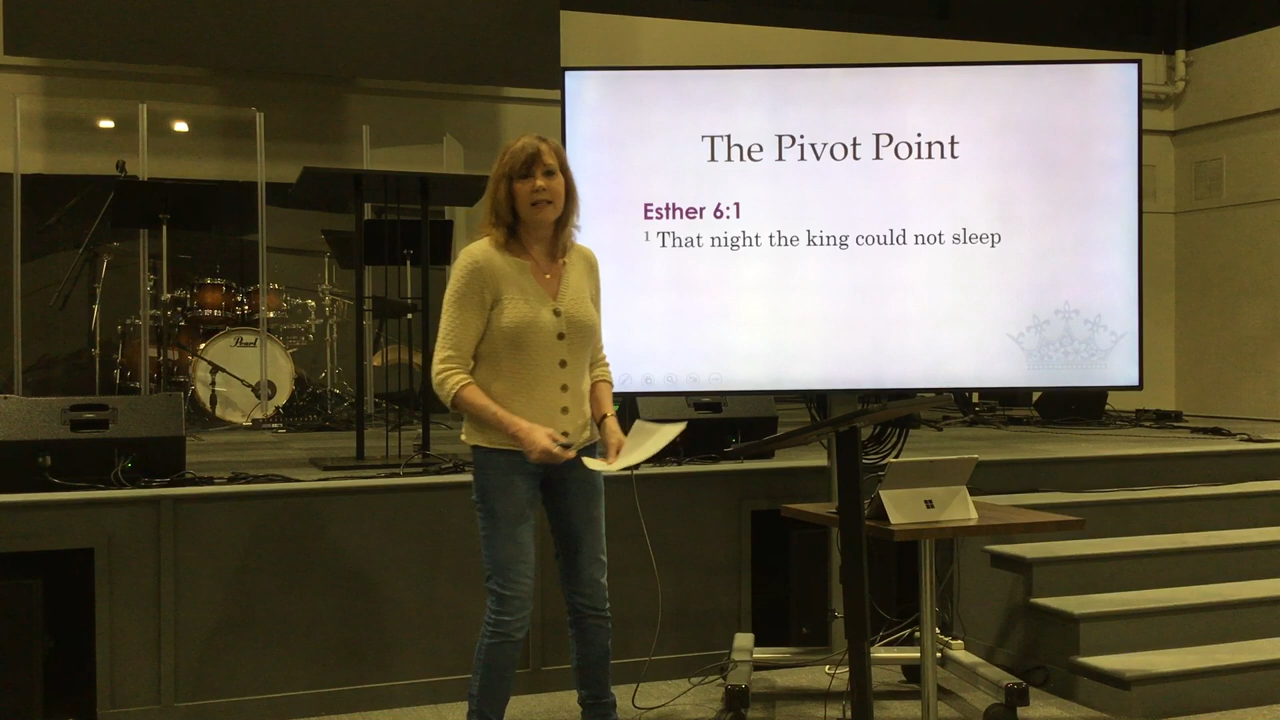 The Pivot Point
Esther 6:1
¹ That night the king could not sleep
Pearl